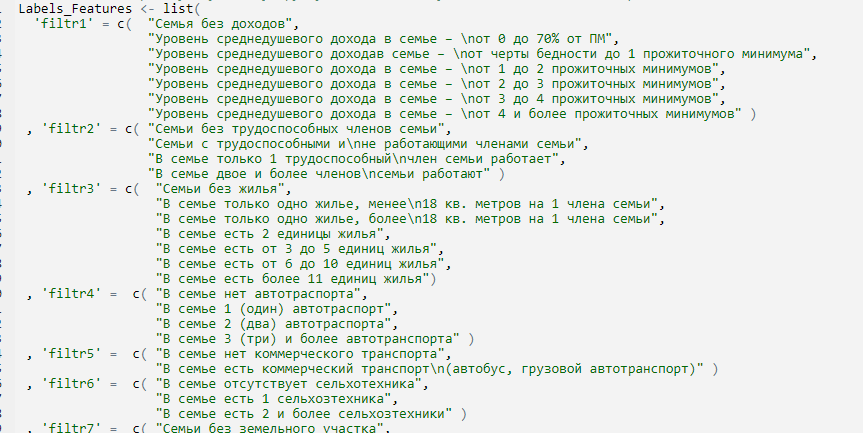 Labels_Features <- list(
'filtr1' = c( "Семья без доходов",
"Уровень среднедушевого дохода в семье – \nот 0 до 70% от ПМ",
"Уровень среднедушевого доходав семье – \nот черты бедности до 1 прожиточного минимума",
"Уровень среднедушевого дохода в семье – \nот 1 до 2 прожиточных минимумов",
"Уровень среднедушевого дохода в семье – \nот 2 до 3 прожиточных минимумов",
"Уровень среднедушевого дохода в семье – \nот 3 до 4 прожиточных минимумов",
"Уровень среднедушевого дохода в семье – \nот 4 и более прожиточных минимумов" )
, 'filtr2' = c( "Семьи без трудоспособных членов семьи",
"Семьи с трудоспособными и\nне работающими членами семьи",
"В семье только 1 трудоспособный\nчлен семьи работает",
"В семье двое и более членов\nсемьи работают" )
, 'filtr3' = c( "Семьи без жилья",
"В семье только одно жилье, менее\n18 кв. метров на 1 члена семьи",
"В семье только одно жилье, более\n18 кв. метров на 1 члена семьи",
"В семье есть 2 единицы жилья",
"В семье есть от 3 до 5 единиц жилья",
"В семье есть от 6 до 10 единиц жилья",
"В семье есть более 11 единиц жилья")
, 'filtr4' = c( "В семье нет автотраспорта",
"В семье 1 (один) автотраспорт",
"В семье 2 (два) автотраспорта",
"В семье 3 (три) и более автотранспорта" )
, 'filtr5' = c( "В семье нет коммерческого транспорта",
"В семье есть коммерческий транспорт\n(автобус, грузовой автотранспорт)" )
, 'filtr6' = c( "В семье отсутствует сельхотехника",
"В семье есть 1 сельхозтехника",
"В семье есть 2 и более сельхозтехники" )
, 'filtr7' = c( "Семьи без земельного участка",